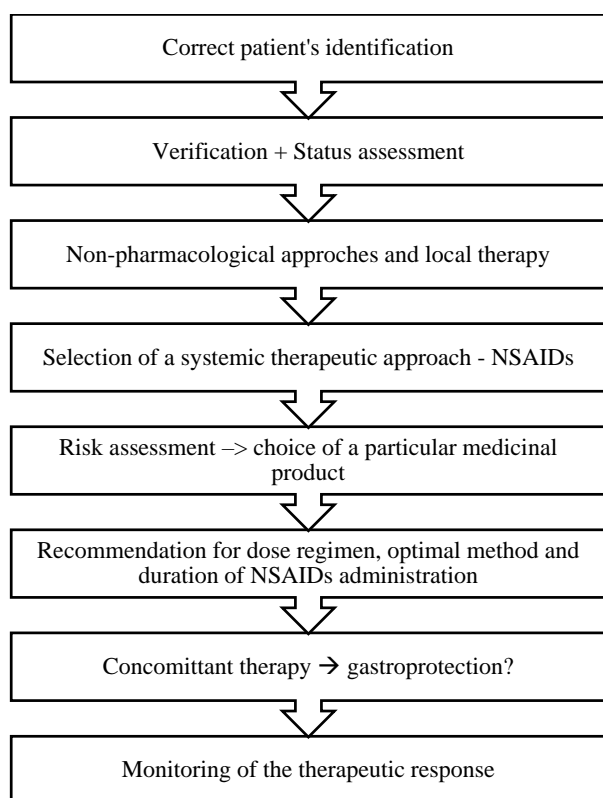 Correct patient's identification
Verification + Status assessment
Non-pharmacological approches and local therapy
Selection of a systemic therapeutic approach - NSAIDs
Risk assessment –> choice of a particular medicinal
product
Recommendation for dose regimen, optimal method and
duration of NSAIDs administration
Concomittant therapy → gastroprotection?
Monitoring of the therapeutic response